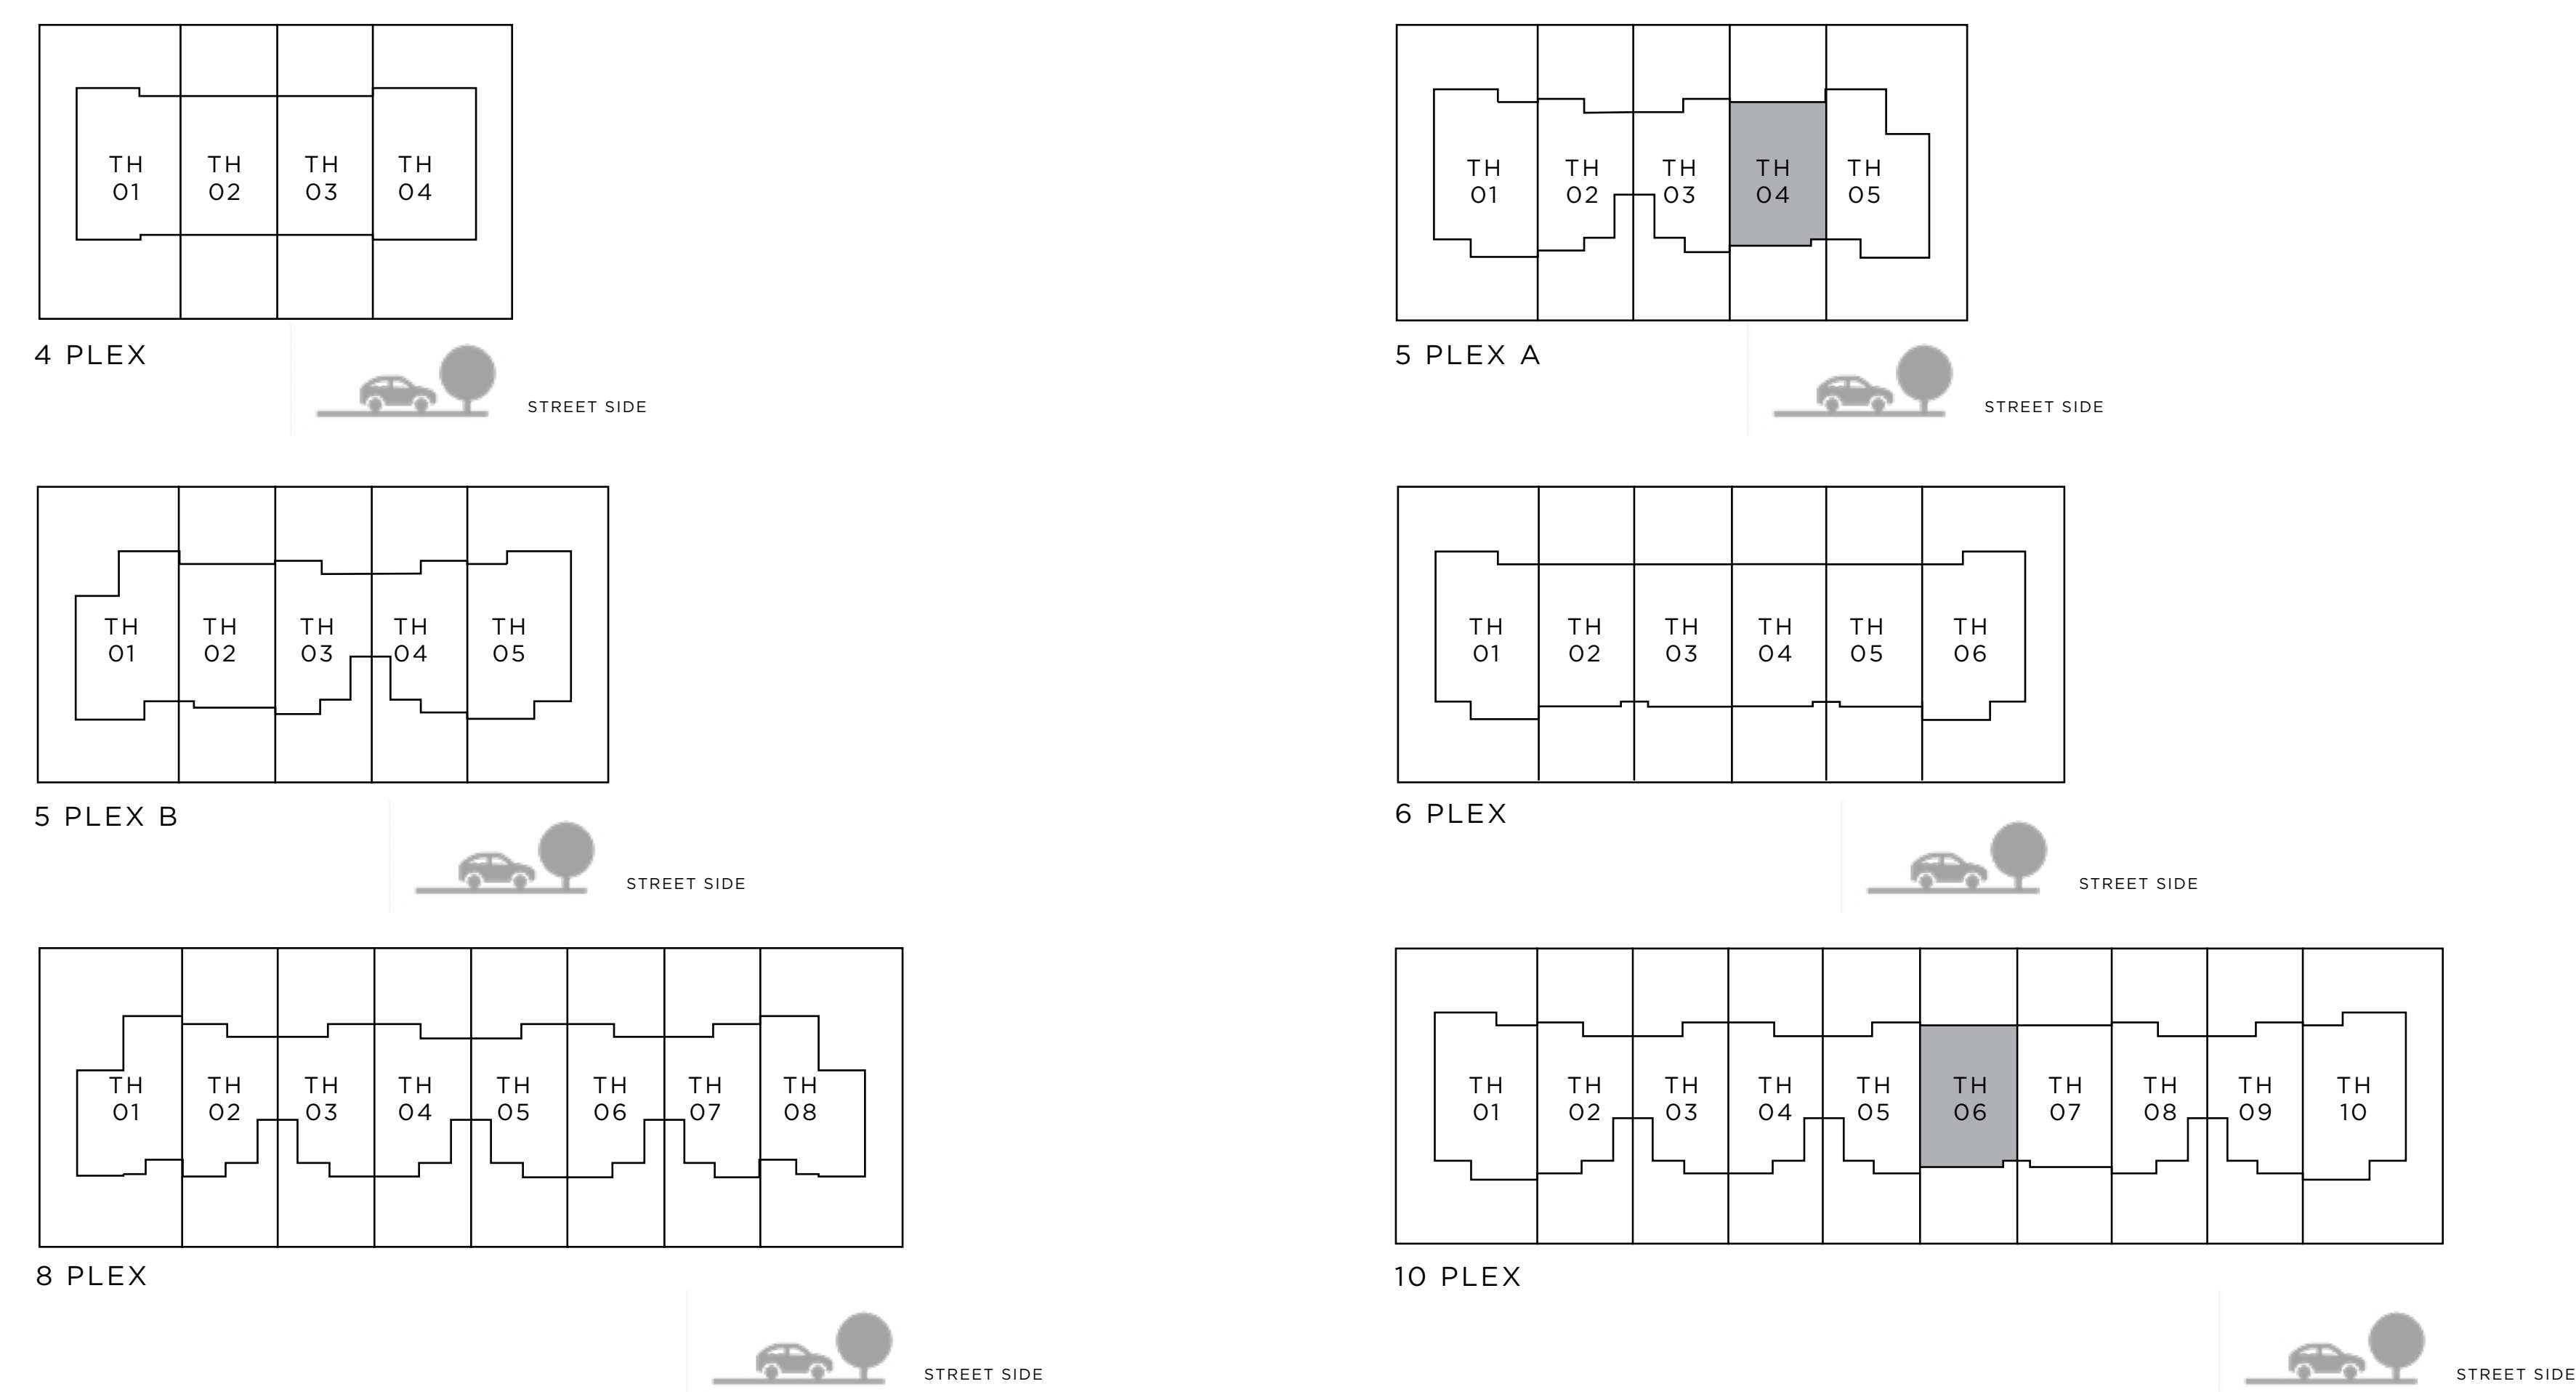 TH TH TH TH
01 02 03 04
4 PLEX
STREET SIDE
TH TH TH TH TH
01 02 03 04 05
5 PLEX A
STREET SIDE
TH TH TH TH TH
01 02 03 04 05
5 PLEX B
STREET SIDE
TH TH TH TH TH TH
01 02 03 04 05 06
6 PLEX
STREET SIDE
TH TH TH TH TH TH TH TH
01 02 03 04 05 06 07 08
8 PLEX
STREET SIDE
TH TH TH TH TH TH TH TH TH TH
01 02 03 04 05 06 07 08 09 10
10 PLEX
STREET SIDE